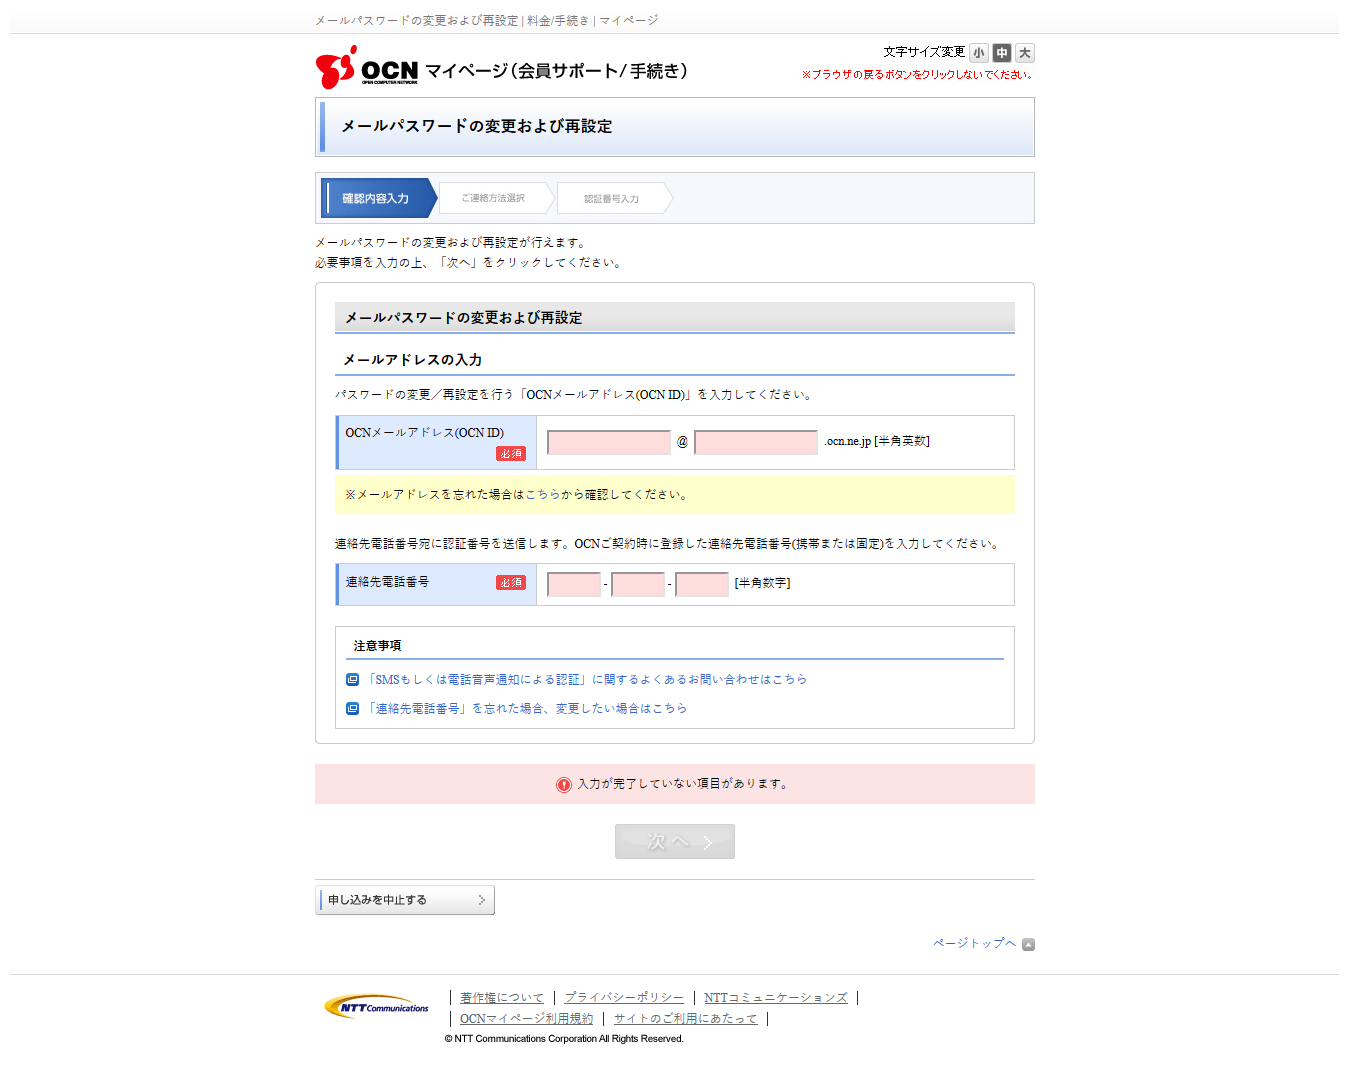 メールパスワードの変更および再設定 | 料金/手続き | マイページ
OCN マイページ(会員サポート/手続き)
OPEN COMPUTER NETWORK
文字サイズ変更 小 中 大
※ブラウザの戻るボタンをクリックしないでください。
メールパスワードの変更および再設定
確認内容入力 ご連絡方法選択 認証番号入力
メールパスワードの変更および再設定が行えます。
必要事項を入力の上、「次へ」をクリックしてください。
メールパスワードの変更および再設定
メールアドレスの入力
パスワードの変更／再設定を行う「OCNメールアドレス(OCN ID)」を入力してください。
OCNメールアドレス(OCN ID)
必須
@ .ocn.ne.jp [半角英数]
※メールアドレスを忘れた場合はこちらから確認してください。
連絡先電話番号宛に認証番号を送信します。OCNご契約時に登録した連絡先電話番号(携帯または固定)を入力してください。
連絡先電話番号 必須 - - [半角数字]
注意事項
「SMSもしくは電話音声通知による認証」に関するよくあるお問い合わせはこちら
「連絡先電話番号」を忘れた場合、変更したい場合はこちら
入力が完了していない項目があります。
次へ
申し込みを中止する
ページトップへ
NTT Communications
著作権について | プライバシーポリシー | NTTコミュニケーションズ |
OCNマイページ利用規約 | サイトのご利用にあたって |
© NTT Communications Corporation All Rights Reserved.